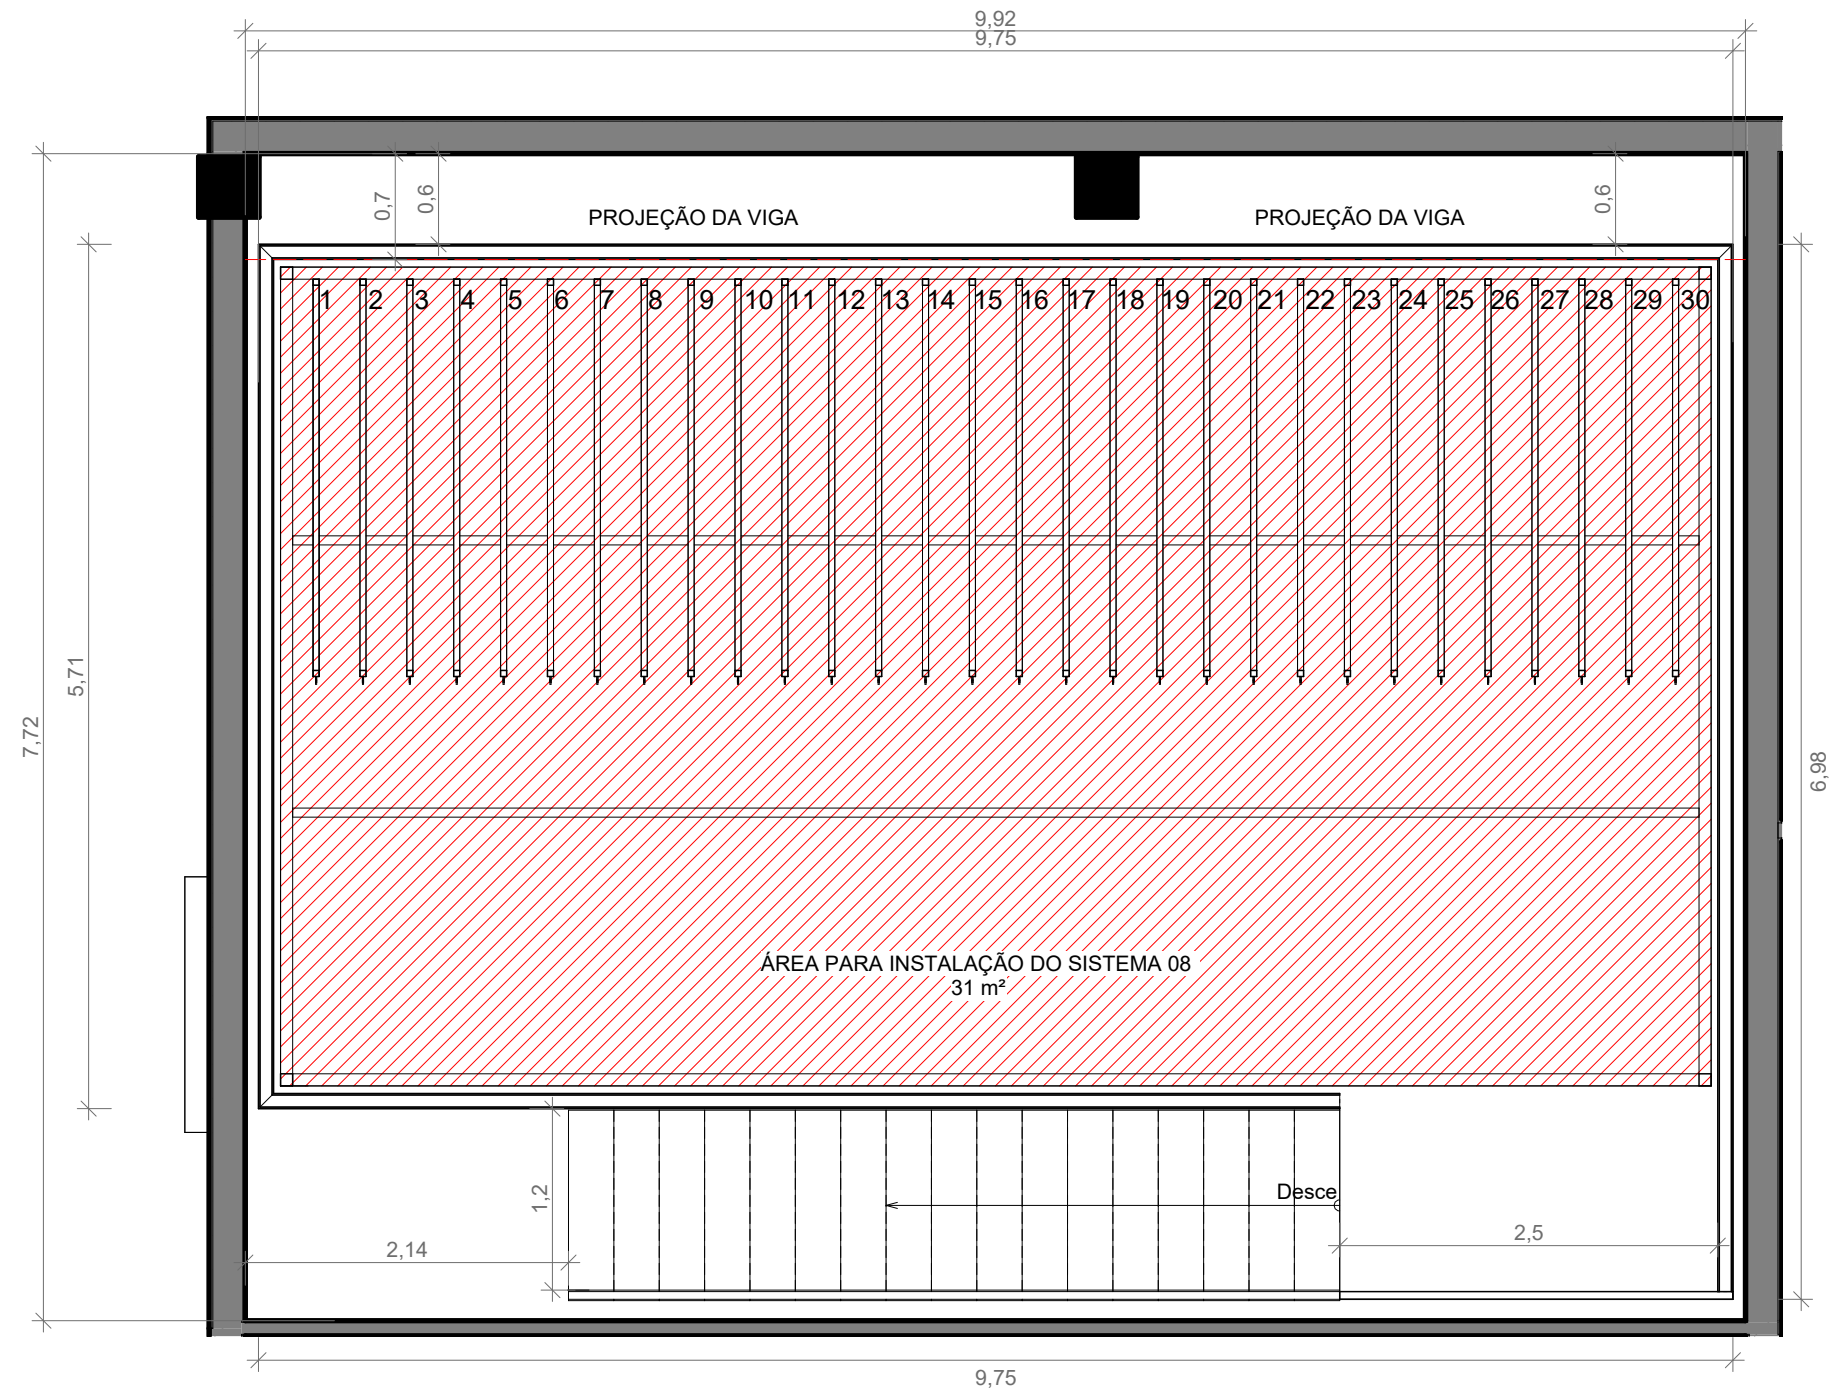 9,92
9,75
0,7
0,6
0,6
PROJEÇÃO DA VIGA
PROJEÇÃO DA VIGA
1 2 3 4 5 6 7 8 9 10 11 12 13 14 15 16 17 18 19 20 21 22 23 24 25 26 27 28 29 30
5,71
7,72
6,98
ÁREA PARA INSTALAÇÃO DO SISTEMA 08
31 m²
Desce
1,2
2,14
2,5
9,75